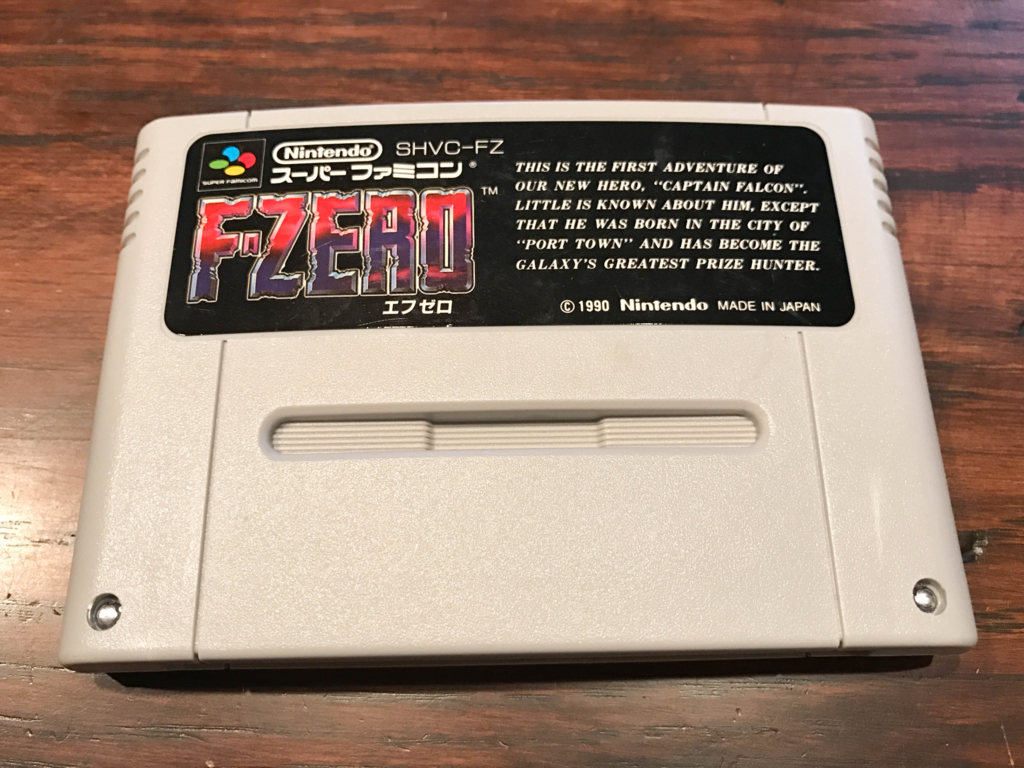 SUPER FAMICOM
Nintendo® SHVC-FZ
スーパーファミコン®
F-ZERO™
エフゼロ
THIS IS THE FIRST ADVENTURE OF
OUR NEW HERO, "CAPTAIN FALCON".
LITTLE IS KNOWN ABOUT HIM, EXCEPT
THAT HE WAS BORN IN THE CITY OF
"PORT TOWN" AND HAS BECOME THE
GALAXY'S GREATEST PRIZE HUNTER.
© 1990 Nintendo MADE IN JAPAN